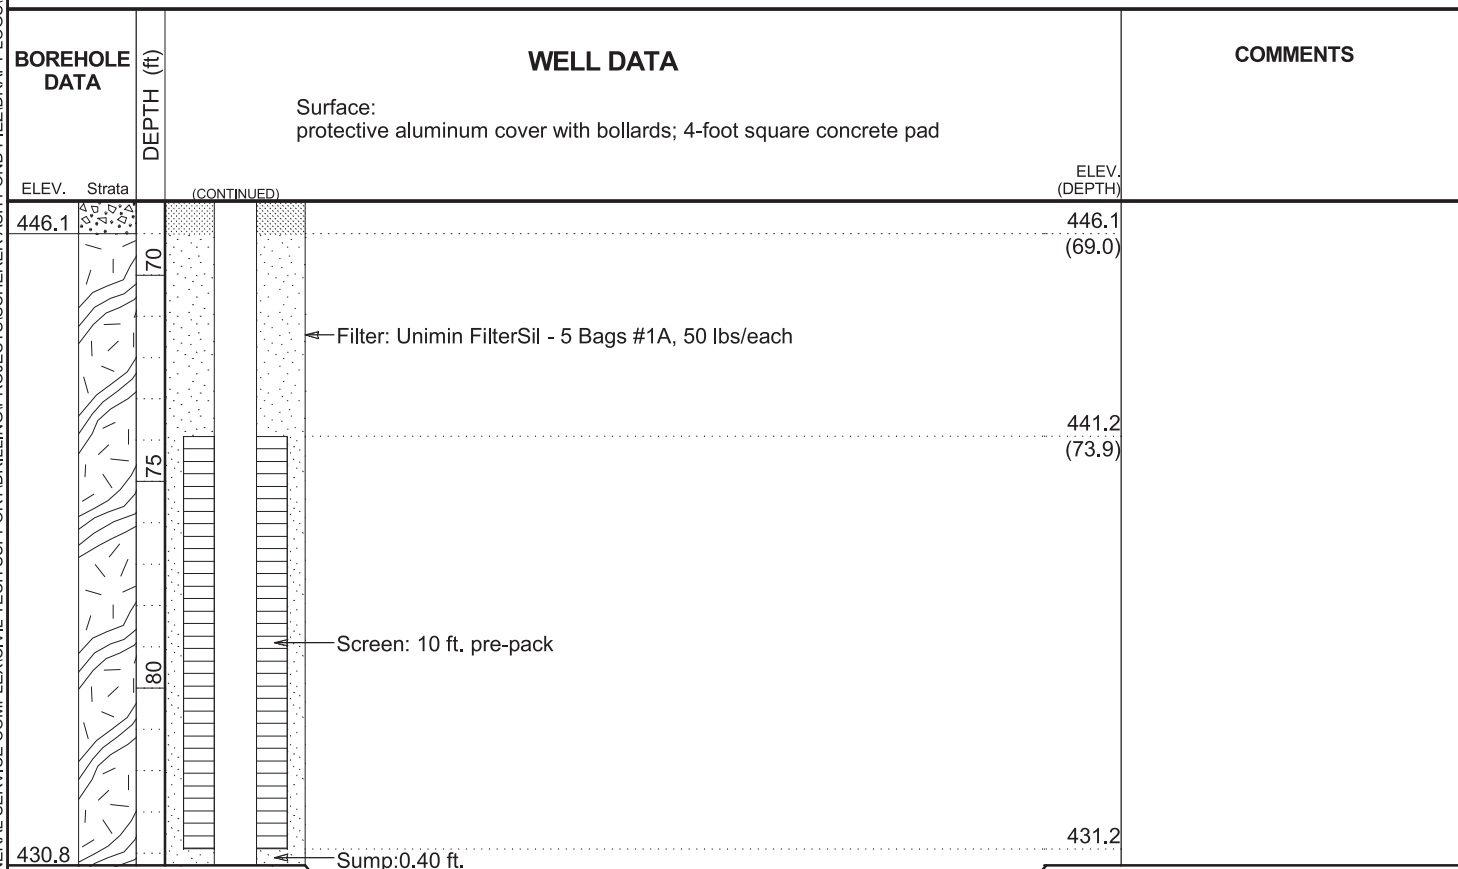 BOREHOLE
DATA
DEPTH (ft)
WELL DATA
COMMENTS
Surface:
protective aluminum cover with bollards; 4-foot square concrete pad
ELEV.
(DEPTH)
ELEV. Strata
(CONTINUED)
446.1
446.1
(69.0)
70
Filter: Unimin FilterSil - 5 Bags #1A, 50 lbs/each
441.2
(73.9)
75
Screen: 10 ft. pre-pack
80
431.2
430.8
Sump:0.40 ft.